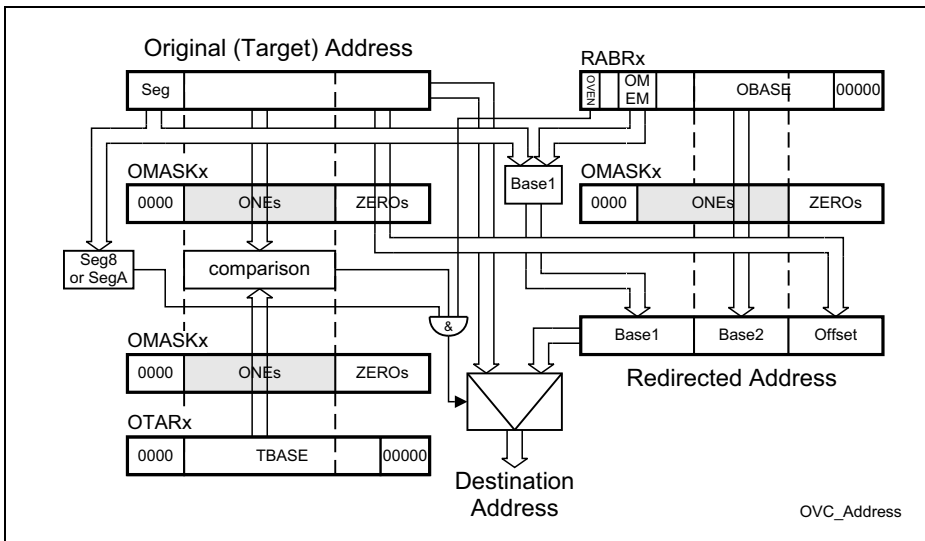 Original (Target) Address
RABRx
Seg
OVEN
OM
EM
OBASE
00000
OMASKx
0000
ONEs
ZEROs
Base1
OMASKx
0000
ONEs
ZEROs
Seg8
or SegA
comparison
&
Base1
Base2
Offset
Redirected Address
OMASKx
0000
ONEs
ZEROs
OTARx
0000
TBASE
00000
Destination
Address
OVC_Address